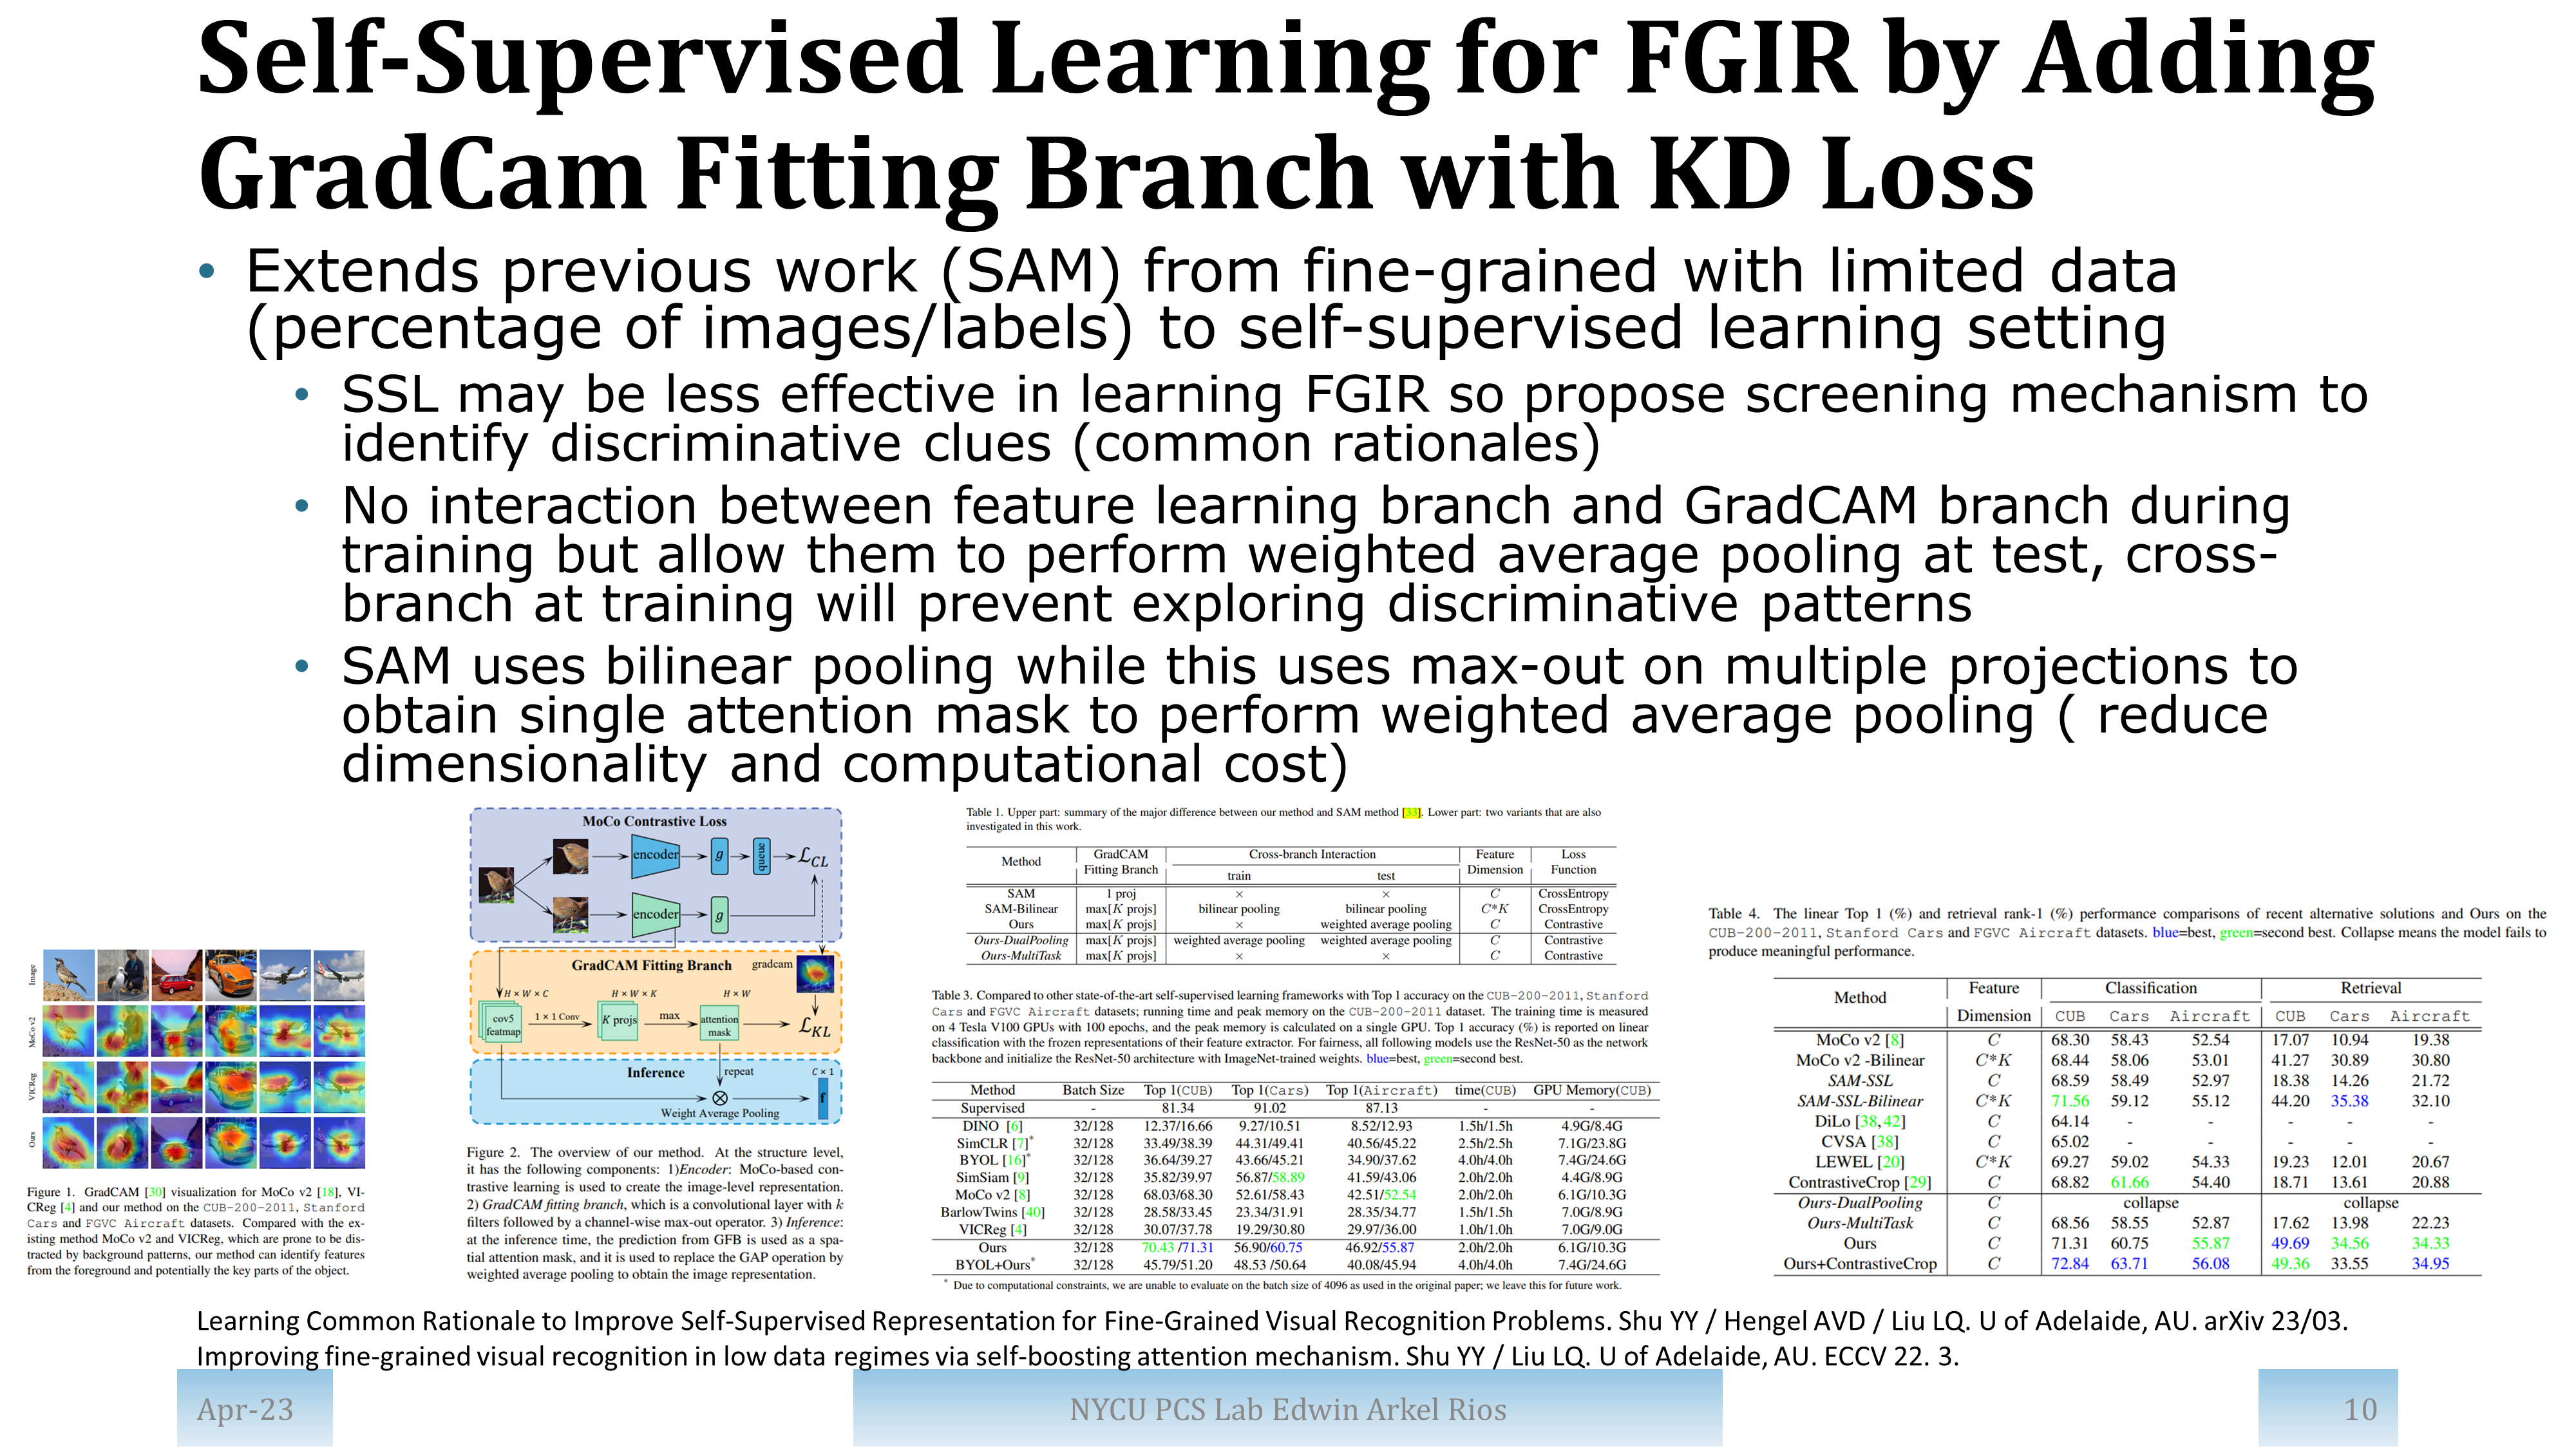 Self-Supervised Learning for FGIR by Adding
GradCam Fitting Branch with KD Loss
• Extends previous work (SAM) from fine-grained with limited data
(percentage of images/labels) to self-supervised learning setting
• SSL may be less effective in learning FGIR so propose screening mechanism to
identify discriminative clues (common rationales)
• No interaction between feature learning branch and GradCAM branch during
training but allow them to perform weighted average pooling at test, cross-
branch at training will prevent exploring discriminative patterns
• SAM uses bilinear pooling while this uses max-out on multiple projections to
obtain single attention mask to perform weighted average pooling ( reduce
dimensionality and computational cost)
Image
MoCo v2
VICReg
Ours
Figure 1. GradCAM [30] visualization for MoCo v2 [18], VI-
CReg [4] and our method on the CUB-200-2011, Stanford
Cars and FGVC Aircraft datasets. Compared with the ex-
isting method MoCo v2 and VICReg, which are prone to be dis-
tracted by background patterns, our method can identify features
from the foreground and potentially the key parts of the object.
MoCo Contrastive Loss
encoder g queue ℒCL
encoder g
GradCAM Fitting Branch gradcam
H × W × C H × W × K H × W
cov5 featmap 1 × 1 Conv K projs max attention mask ℒKL
Inference repeat C × 1
⊗ f
Weight Average Pooling
Figure 2. The overview of our method. At the structure level,
it has the following components: 1)Encoder: MoCo-based con-
trastive learning is used to create the image-level representation.
2) GradCAM fitting branch, which is a convolutional layer with k
filters followed by a channel-wise max-out operator. 3) Inference:
at the inference time, the prediction from GFB is used as a spa-
tial attention mask, and it is used to replace the GAP operation by
weighted average pooling to obtain the image representation.
Table 1. Upper part: summary of the major difference between our method and SAM method [33]. Lower part: two variants that are also
investigated in this work.
Method GradCAM Fitting Branch Cross-branch Interaction Feature Dimension Loss Function
train test
SAM 1 proj × × C CrossEntropy
SAM-Bilinear max[K projs] bilinear pooling bilinear pooling C*K CrossEntropy
Ours max[K projs] × weighted average pooling C Contrastive
Ours-DualPooling max[K projs] weighted average pooling weighted average pooling C Contrastive
Ours-MultiTask max[K projs] × × C Contrastive
Table 3. Compared to other state-of-the-art self-supervised learning frameworks with Top 1 accuracy on the CUB-200-2011, Stanford
Cars and FGVC Aircraft datasets; running time and peak memory on the CUB-200-2011 dataset. The training time is measured
on 4 Tesla V100 GPUs with 100 epochs, and the peak memory is calculated on a single GPU. Top 1 accuracy (%) is reported on linear
classification with the frozen representations of their feature extractor. For fairness, all following models use the ResNet-50 as the network
backbone and initialize the ResNet-50 architecture with ImageNet-trained weights. blue=best, green=second best.
Method Batch Size Top 1(CUB) Top 1(Cars) Top 1(Aircraft) time(CUB) GPU Memory(CUB)
Supervised - 81.34 91.02 87.13 - -
DINO [6] 32/128 12.37/16.66 9.27/10.51 8.52/12.93 1.5h/1.5h 4.9G/8.4G
SimCLR [7]* 32/128 33.49/38.39 44.31/49.41 40.56/45.22 2.5h/2.5h 7.1G/23.8G
BYOL [16]* 32/128 36.64/39.27 43.66/45.21 34.90/37.62 4.0h/4.0h 7.4G/24.6G
SimSiam [9] 32/128 35.82/39.97 56.87/58.89 41.59/43.06 2.0h/2.0h 4.4G/8.9G
MoCo v2 [8] 32/128 68.03/68.30 52.61/58.43 42.51/52.54 2.0h/2.0h 6.1G/10.3G
BarlowTwins [40] 32/128 28.58/33.45 23.34/31.91 28.35/34.77 1.5h/1.5h 7.0G/8.9G
VICReg [4] 32/128 30.07/37.78 19.29/30.80 29.97/36.00 1.0h/1.0h 7.0G/9.0G
Ours 32/128 70.43 /71.31 56.90/60.75 46.92/55.87 2.0h/2.0h 6.1G/10.3G
BYOL+Ours* 32/128 45.79/51.20 48.53 /50.64 40.08/45.94 4.0h/4.0h 7.4G/24.6G
* Due to computational constraints, we are unable to evaluate on the batch size of 4096 as used in the original paper; we leave this for future work.
Table 4. The linear Top 1 (%) and retrieval rank-1 (%) performance comparisons of recent alternative solutions and Ours on the
CUB-200-2011, Stanford Cars and FGVC Aircraft datasets. blue=best, green=second best. Collapse means the model fails to
produce meaningful performance.
Method Feature Dimension Classification Retrieval
CUB Cars Aircraft CUB Cars Aircraft
MoCo v2 [8] C 68.30 58.43 52.54 17.07 10.94 19.38
MoCo v2 -Bilinear C*K 68.44 58.06 53.01 41.27 30.89 30.80
SAM-SSL C 68.59 58.49 52.97 18.38 14.26 21.72
SAM-SSL-Bilinear C*K 71.56 59.12 55.12 44.20 35.38 32.10
DiLo [38,42] C 64.14 - - - - -
CVSA [38] C 65.02 - - - - -
LEWEL [20] C*K 69.27 59.02 54.33 19.23 12.01 20.67
ContrastiveCrop [29] C 68.82 61.66 54.40 18.71 13.61 20.88
Ours-DualPooling C collapse collapse
Ours-MultiTask C 68.56 58.55 52.87 17.62 13.98 22.23
Ours C 71.31 60.75 55.87 49.69 34.56 34.33
Ours+ContrastiveCrop C 72.84 63.71 56.08 49.36 33.55 34.95
Learning Common Rationale to Improve Self-Supervised Representation for Fine-Grained Visual Recognition Problems. Shu YY / Hengel AVD / Liu LQ. U of Adelaide, AU. arXiv 23/03.
Improving fine-grained visual recognition in low data regimes via self-boosting attention mechanism. Shu YY / Liu LQ. U of Adelaide, AU. ECCV 22. 3.
Apr-23
NYCU PCS Lab Edwin Arkel Rios
10